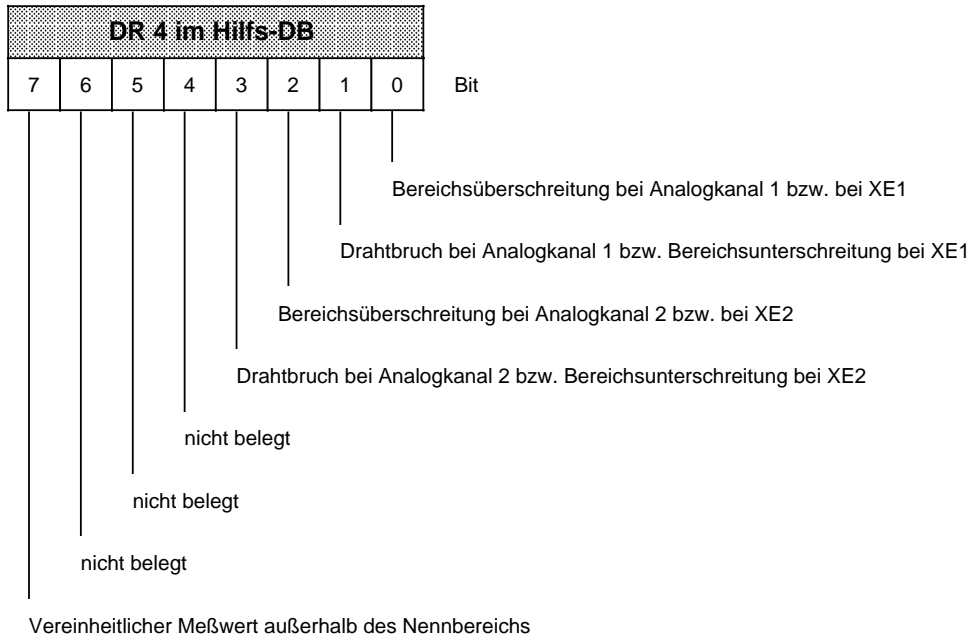 DR 4 im Hilfs-DB
7 6 5 4 3 2 1 0 Bit
Bereichsüberschreitung bei Analogkanal 1 bzw. bei XE1
Drahtbruch bei Analogkanal 1 bzw. Bereichsunterschreitung bei XE1
Bereichsüberschreitung bei Analogkanal 2 bzw. bei XE2
Drahtbruch bei Analogkanal 2 bzw. Bereichsunterschreitung bei XE2
nicht belegt
nicht belegt
nicht belegt
Vereinheitlicher Meßwert außerhalb des Nennbereichs